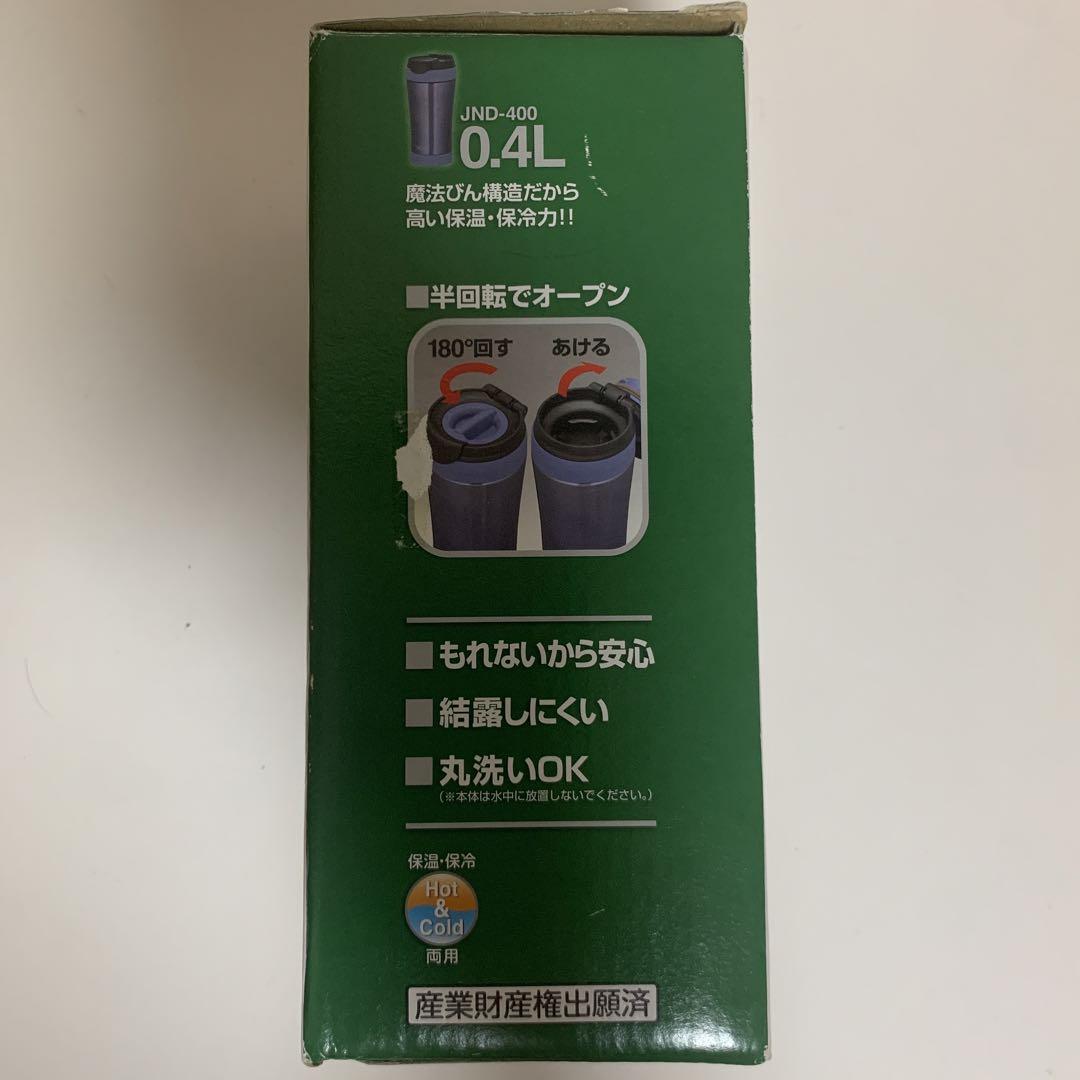 JND-400
0.4L
魔法びん構造だから
高い保温・保冷力!!
■半回転でオープン
180°回す
あける
■もれないから安心
■結露しにくい
■丸洗いOK
(※本体は水中に放置しないでください。)
保温・保冷
Hot
&
Cold
両用
産業財産権出願済